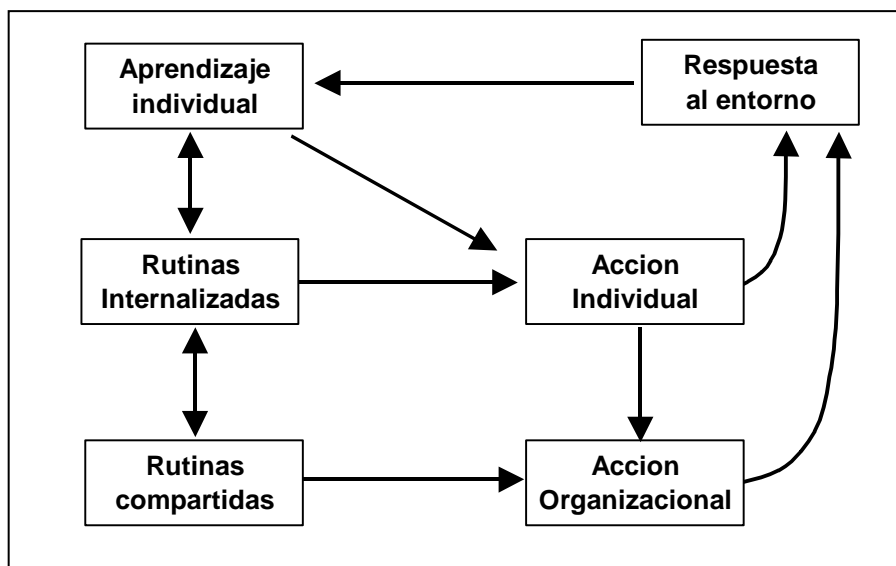 Aprendizaje
individual
Respuesta
al entorno
Rutinas
Internalizadas
Accion
Individual
Rutinas
compartidas
Accion
Organizacional